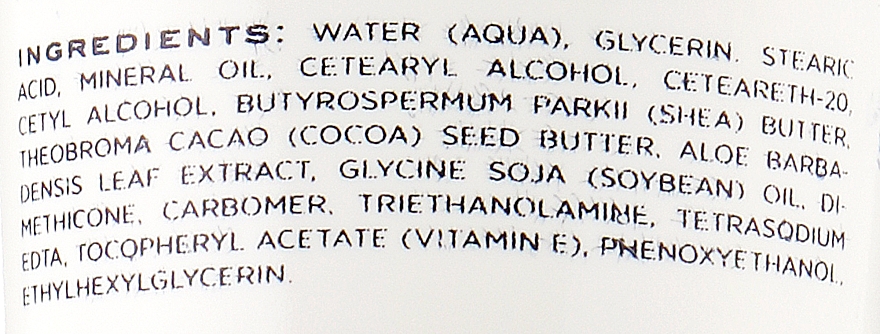 INGREDIENTS: WATER (AQUA), GLYCERIN, STEARIC
ACID, MINERAL OIL, CETEARYL ALCOHOL, CETEARETH-20,
CETYL ALCOHOL, BUTYROSPERMUM PARKII (SHEA) BUTTER,
THEOBROMA CACAO (COCOA) SEED BUTTER, ALOE BARBA-
DENSIS LEAF EXTRACT, GLYCINE SOJA (SOYBEAN) OIL, DI-
METHICONE, CARBOMER, TRIETHANOLAMINE, TETRASODIUM
EDTA, TOCOPHERYL ACETATE (VITAMIN E), PHENOXYETHANOL,
ETHYLHEXYLGLYCERIN.